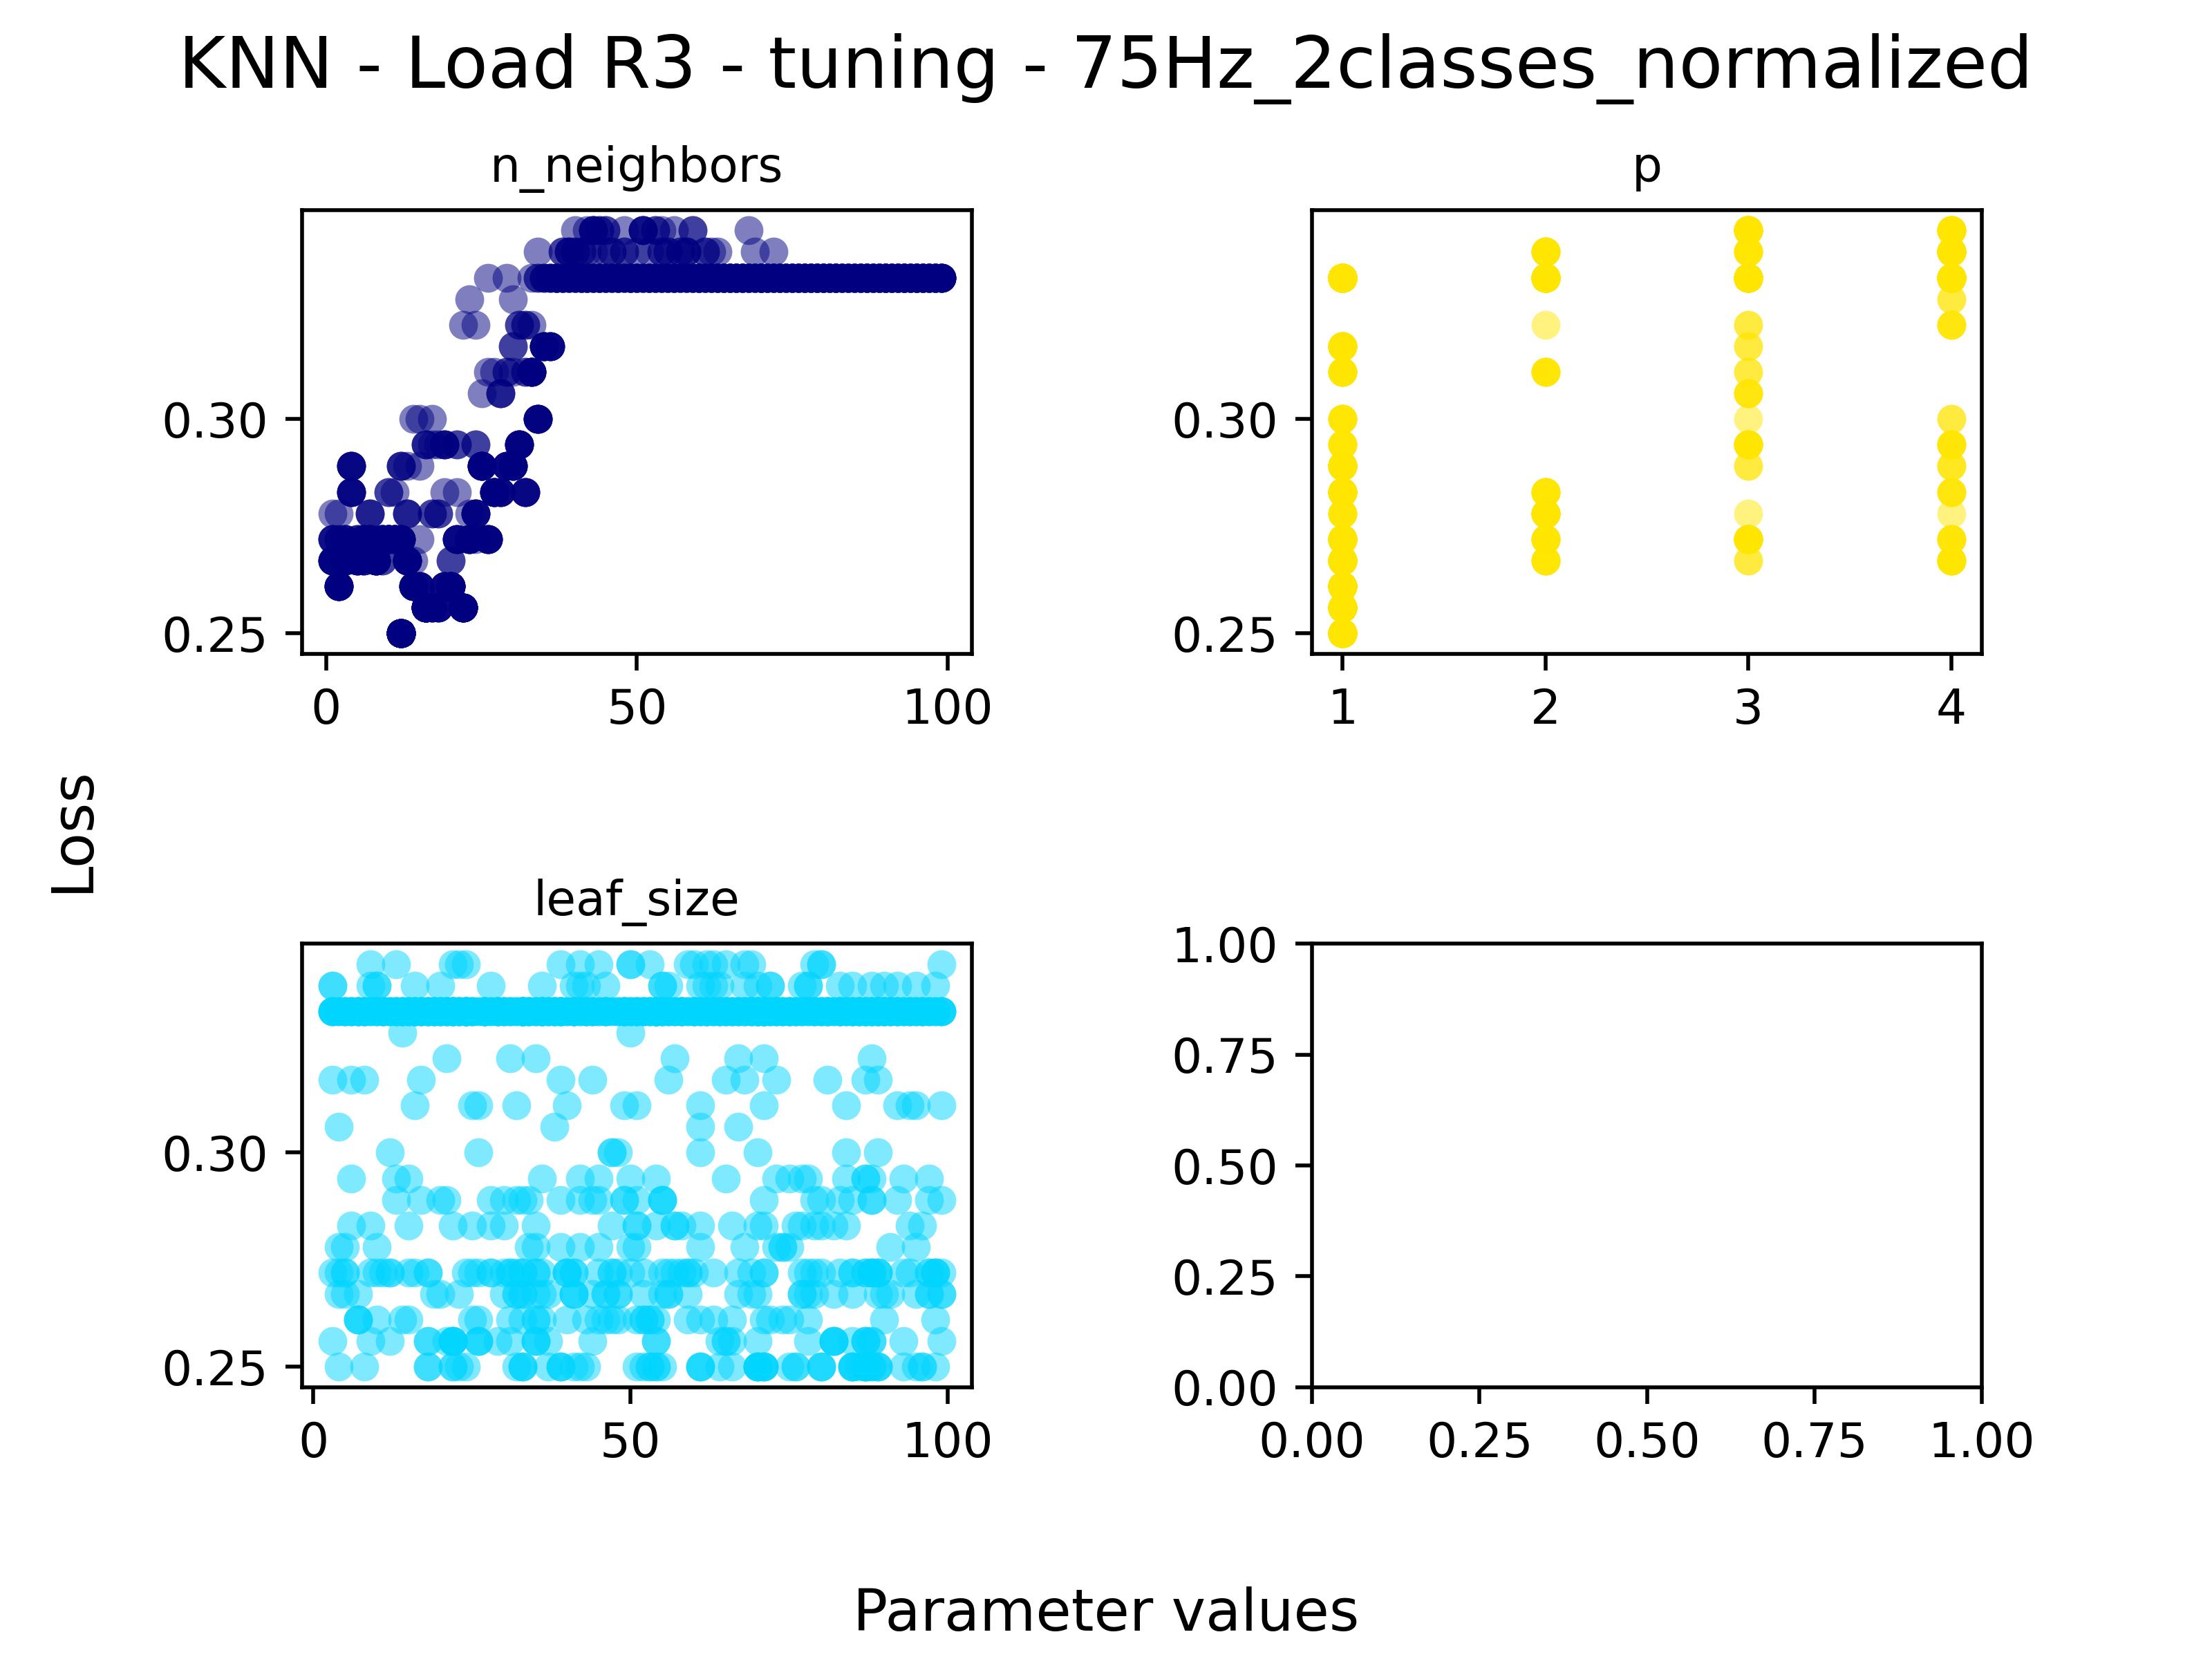 KNN - Load R3 - tuning - 75Hz_2classes_normalized
n_neighbors
0.30
0.25
0 50 100
p
0.30
0.25
1 2 3 4
Loss
leaf_size
0.30
0.25
0 50 100
1.00
0.75
0.50
0.25
0.00
0.00 0.25 0.50 0.75 1.00
Parameter values